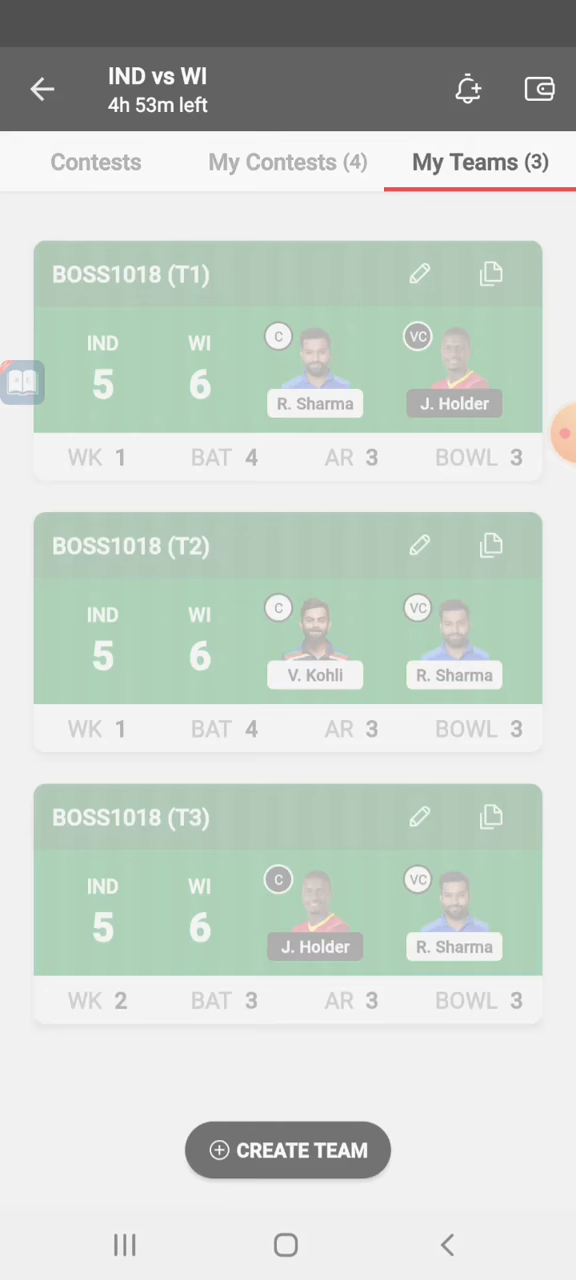 IND vs WI
4h 53m left
Contests My Contests (4) My Teams (3)
BOSS1018 (T1)
IND WI C VC
5 6
R. Sharma J. Holder
WK 1 BAT 4 AR 3 BOWL 3
BOSS1018 (T2)
IND WI C VC
5 6
V. Kohli R. Sharma
WK 1 BAT 4 AR 3 BOWL 3
BOSS1018 (T3)
IND WI C VC
5 6
J. Holder R. Sharma
WK 2 BAT 3 AR 3 BOWL 3
CREATE TEAM